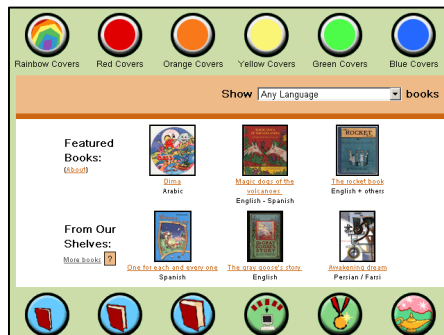 Rainbow Covers Red Covers Orange Covers Yellow Covers Green Covers Blue Covers
Show Any Language books
Featured
Books:
(About)
Dima
Arabic
Magic dogs of the
volcanoes
English - Spanish
The rocket book
English + others
From Our
Shelves:
More books ?
One for each and every one
Spanish
The gray goose's story
English
Awakening dream
Persian / Farsi